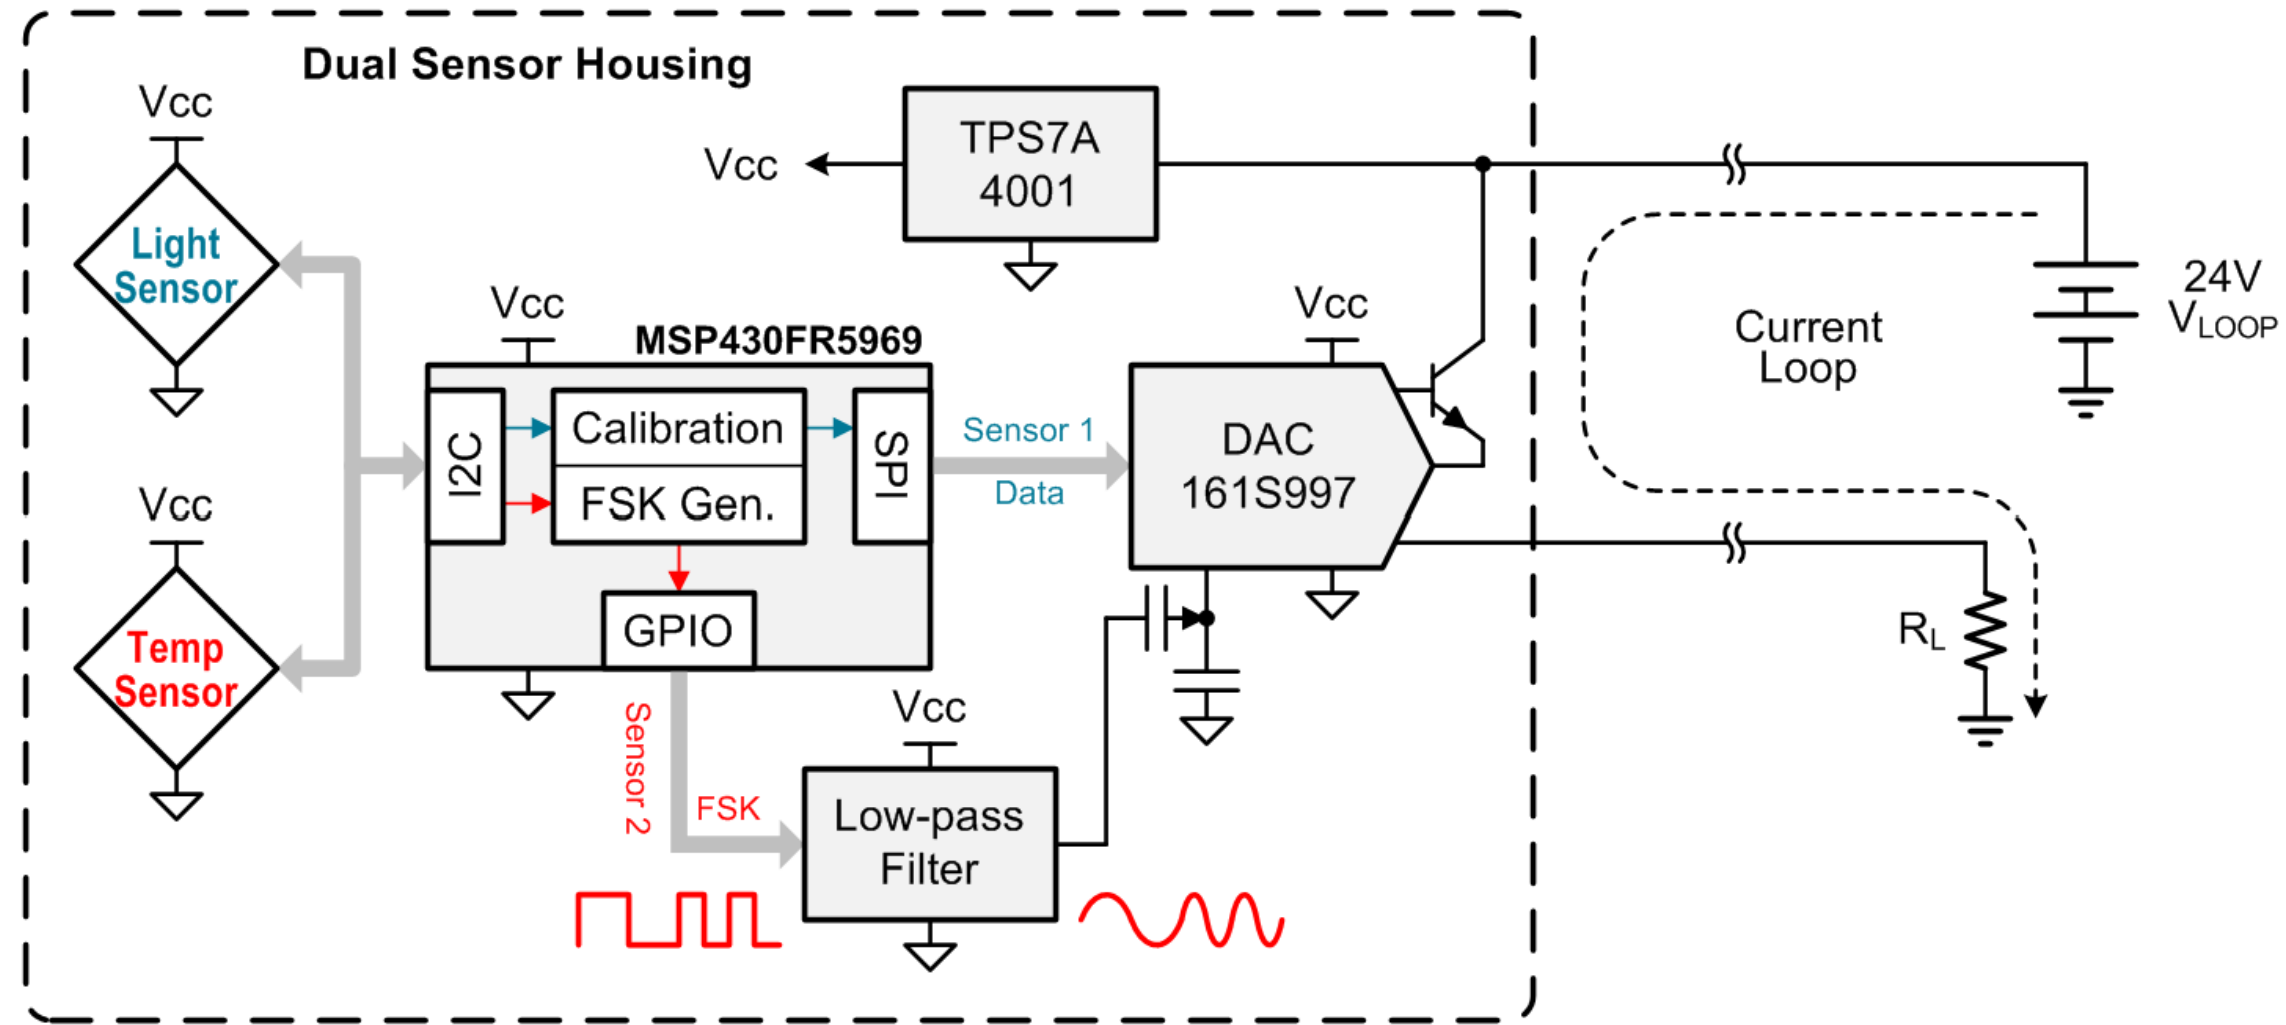 Dual Sensor Housing
Vcc
Light
Sensor
Vcc
TPS7A
4001
24V
VLOOP
Current
Loop
Vcc
MSP430FR5969
I2C
Calibration
FSK Gen.
SPI
GPIO
Sensor 1
Data
Vcc
DAC
161S997
RL
Vcc
Temp
Sensor
Sensor 2
FSK
Vcc
Low-pass
Filter